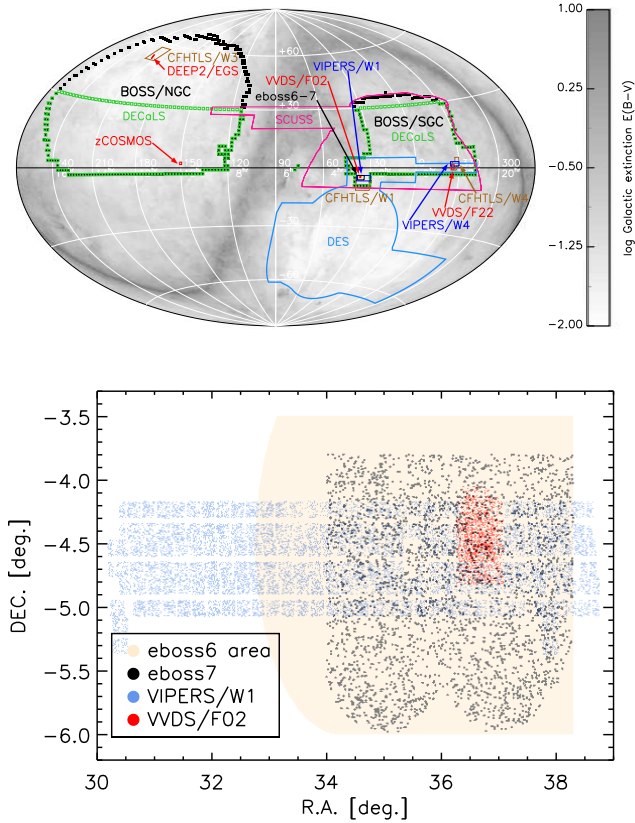 +60
CFHTLS/W3
DEEP2/EGS
VIPERS/W1
VVDS/F02
BOSS/NGC
eboss6-7
DECaLS
+30
SCUSS
BOSS/SGC
DECaLS
zCOSMOS
150
120
90
60
300
CFHTLS/W1
CFHTLS/W4
VVDS/F22
VIPERS/W4
-30
DES
-60
1.00
0.25
-0.50
-1.25
-2.00
log Galactic extinction E(B-V)
-3.5
-4.0
-4.5
-5.0
-5.5
-6.0
DEC. [deg.]
eboss6 area
eboss7
VIPERS/W1
VVDS/F02
30
32
34
36
38
R.A. [deg.]